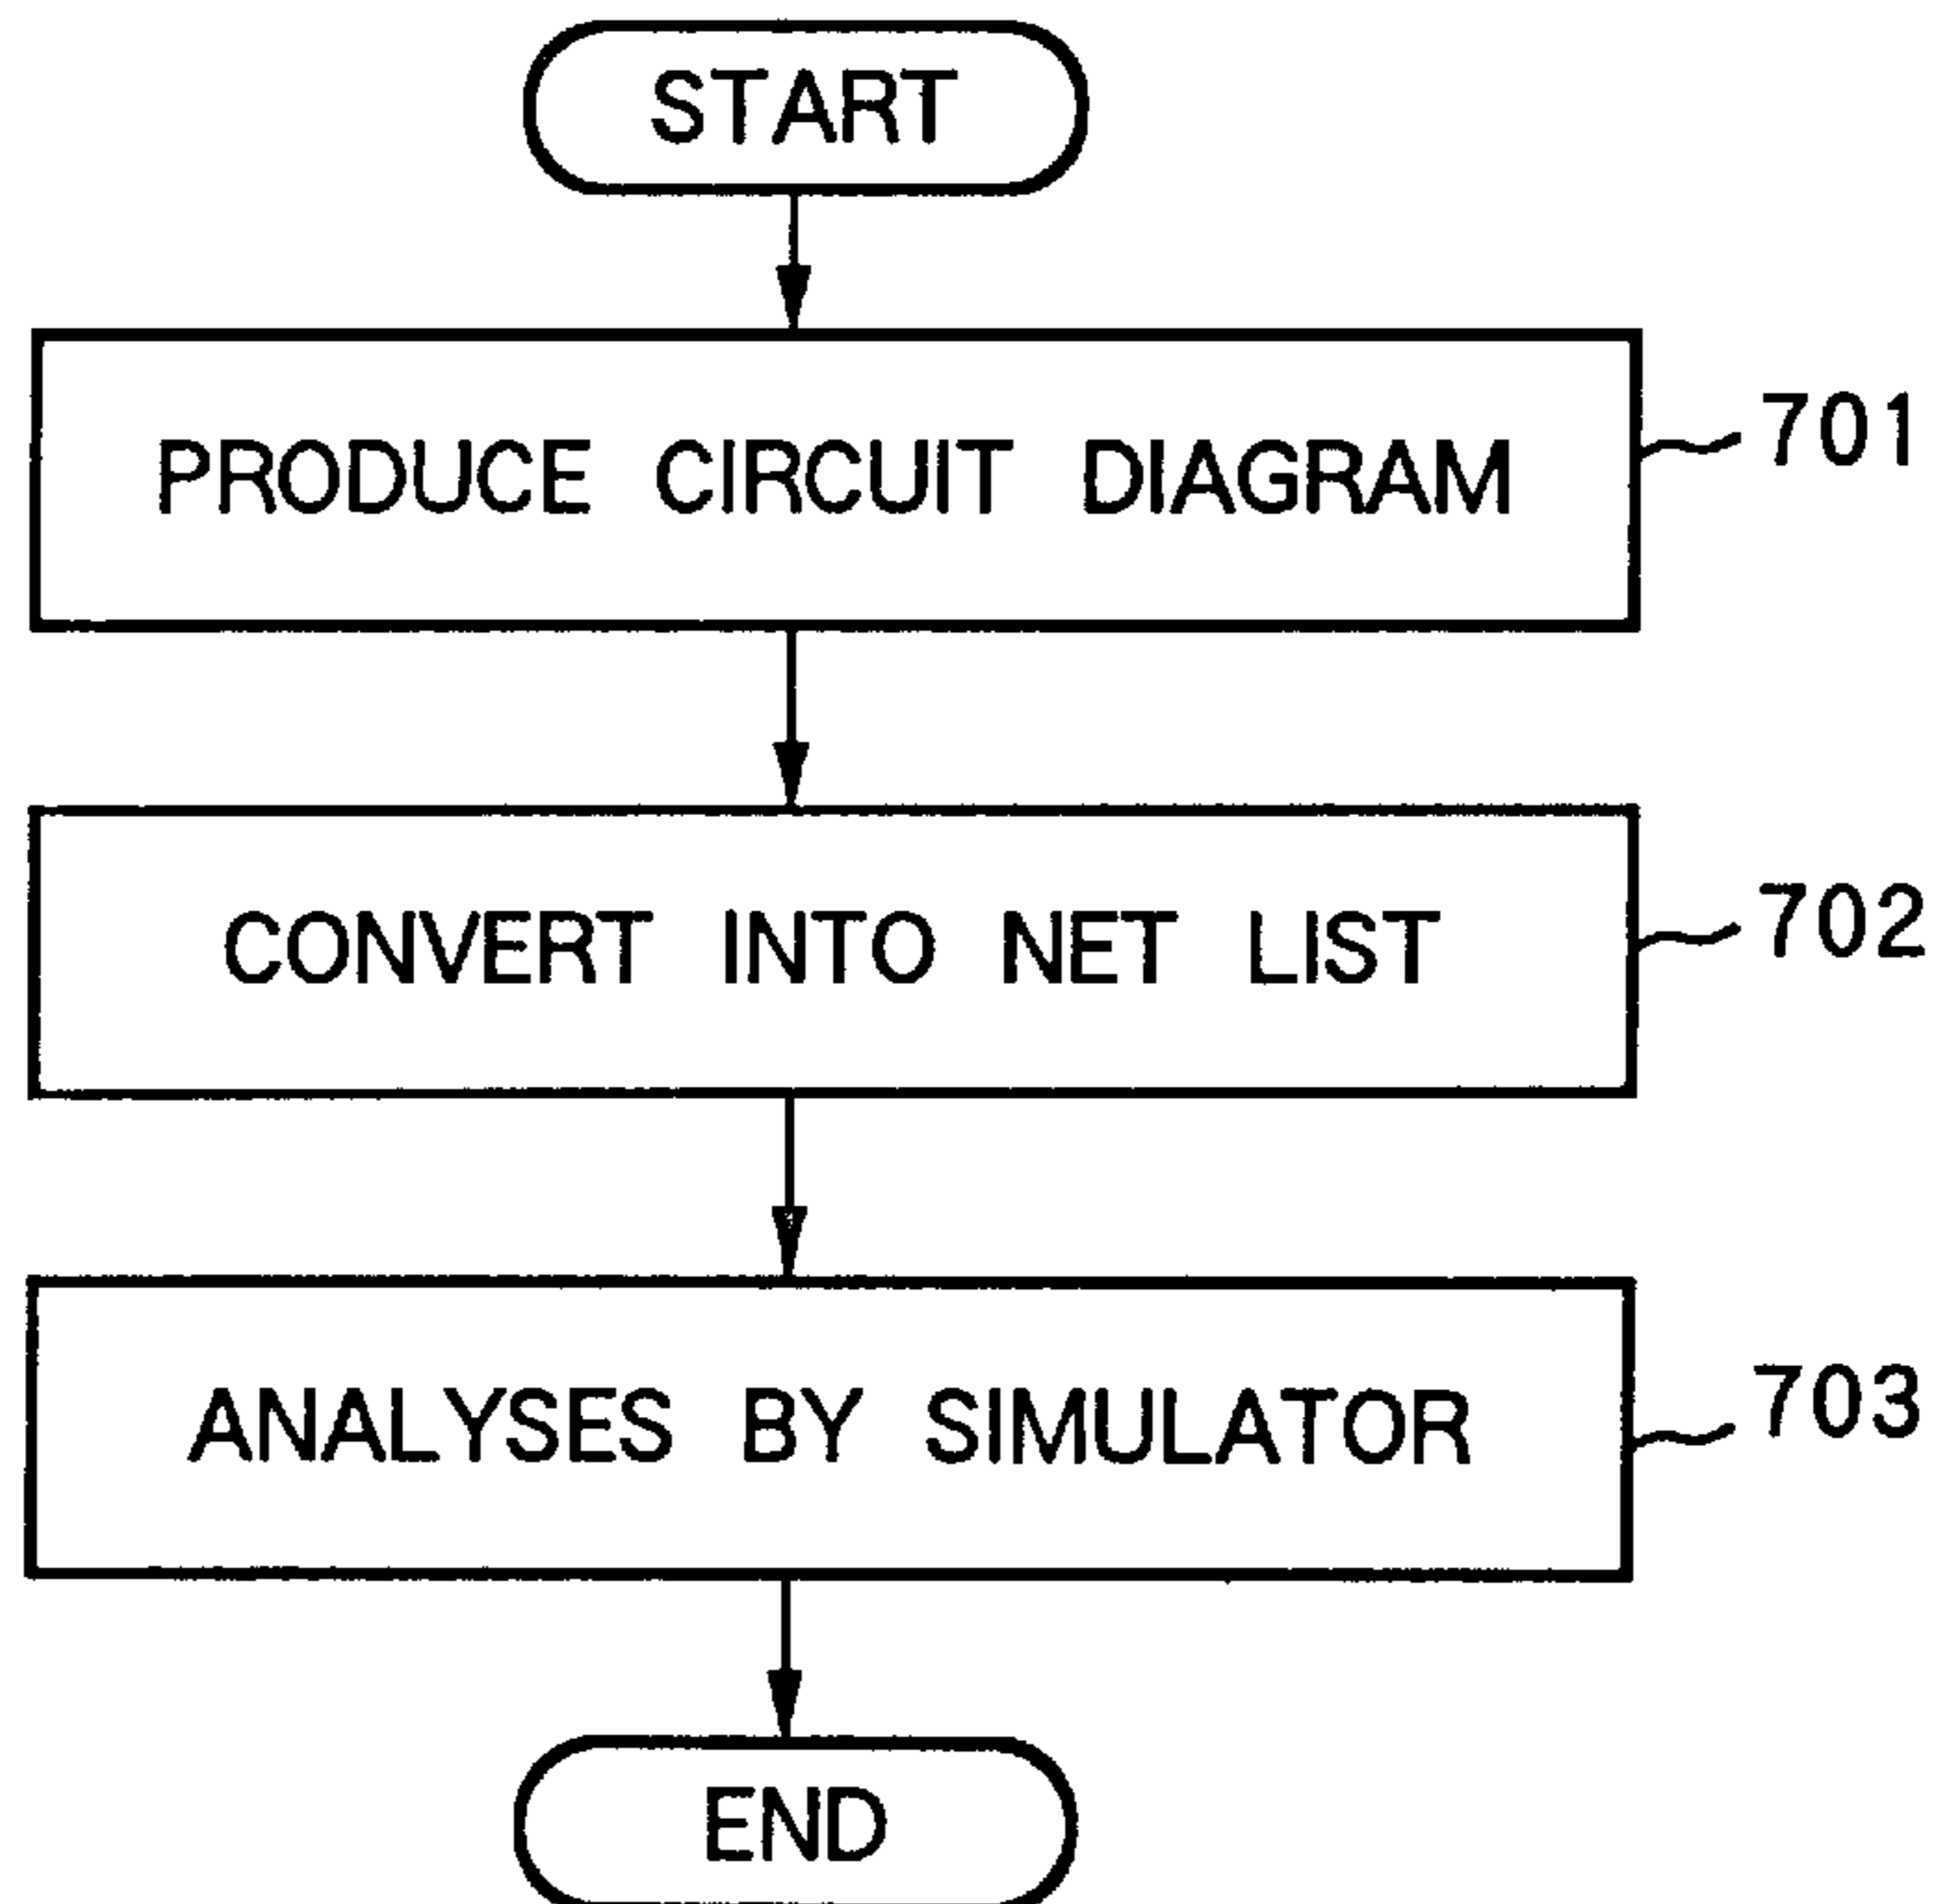 START
PRODUCE CIRCUIT DIAGRAM
701
CONVERT INTO NET LIST
702
ANALYSES BY SIMULATOR
703
END